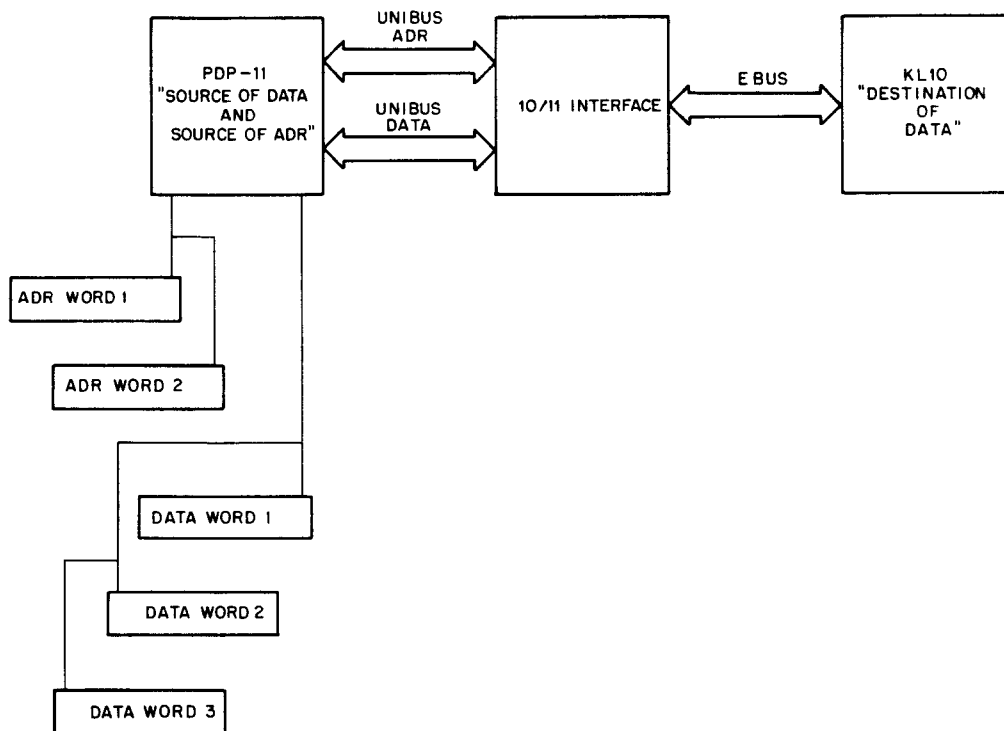 UNIBUS
ADR
PDP-11
"SOURCE OF DATA
AND
SOURCE OF ADR"
UNIBUS
DATA
10/11 INTERFACE
EBUS
KL10
"DESTINATION
OF
DATA"
ADR WORD 1
ADR WORD 2
DATA WORD 1
DATA WORD 2
DATA WORD 3